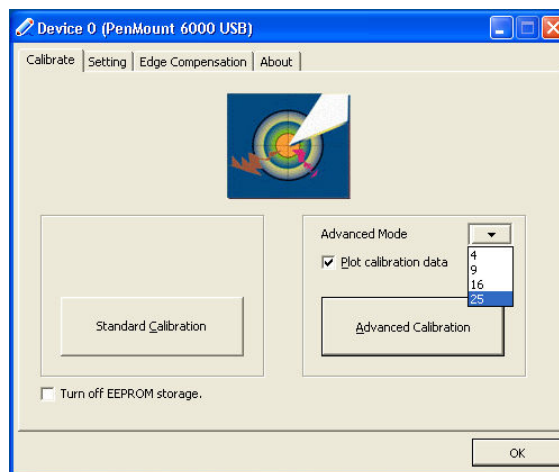 Device 0 (PenMount 6000 USB)
Calibrate Setting Edge Compensation About
Advanced Mode
Plot calibration data
4
9
16
25
Standard Calibration
Advanced Calibration
Turn off EEPROM storage.
OK